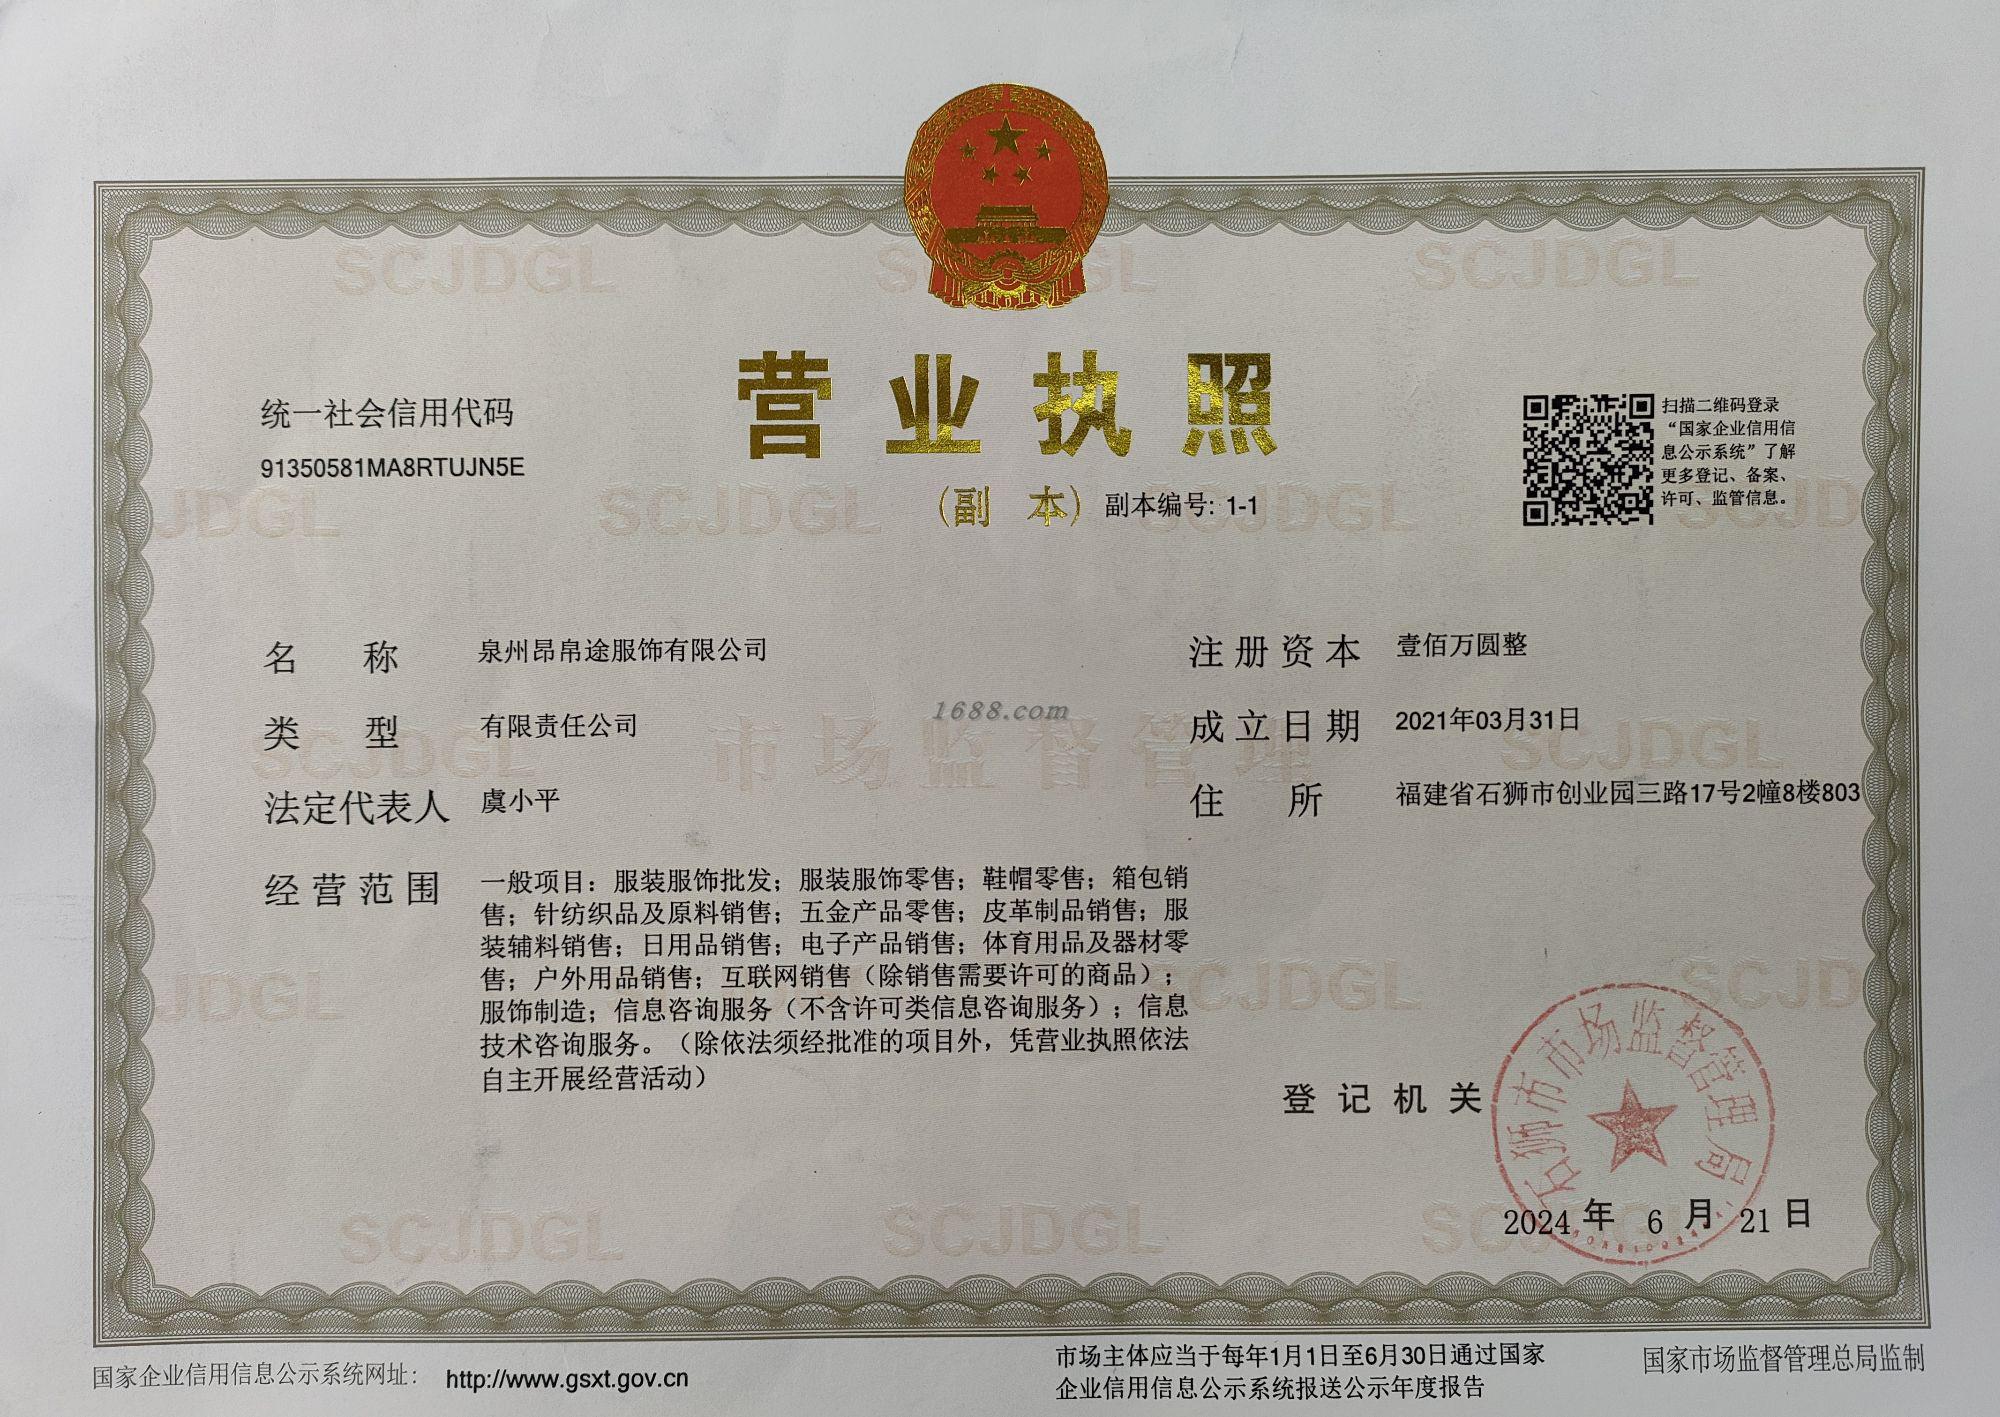 营业执照
(副 本) 副本编号: 1-1
统一社会信用代码
91350581MA8RTUJN5E
扫描二维码登录
“国家企业信用信
息公示系统”了解
更多登记、备案、
许可、监管信息。
名 称 泉州昂帛途服饰有限公司
类 型 有限责任公司
法定代表人 虞小平
经营范围 一般项目：服装服饰批发；服装服饰零售；鞋帽零售；箱包销
售；针纺织品及原料销售；五金产品零售；皮革制品销售；服
装辅料销售；日用品销售；电子产品销售；体育用品及器材零
售；户外用品销售；互联网销售（除销售需要许可的商品）；
服饰制造；信息咨询服务（不含许可类信息咨询服务）；信息
技术咨询服务。（除依法须经批准的项目外，凭营业执照依法
自主开展经营活动）
注册资本 壹佰万圆整
成立日期 2021年03月31日
住 所 福建省石狮市创业园三路17号2幢8楼803
1688.com
市场监督管理
SCJDGL
登记机关
石狮市市场监督管理局
2024 年 6 月 21 日
国家企业信用信息公示系统网址： http://www.gsxt.gov.cn
市场主体应当于每年1月1日至6月30日通过国家
企业信用信息公示系统报送公示年度报告
国家市场监督管理总局监制